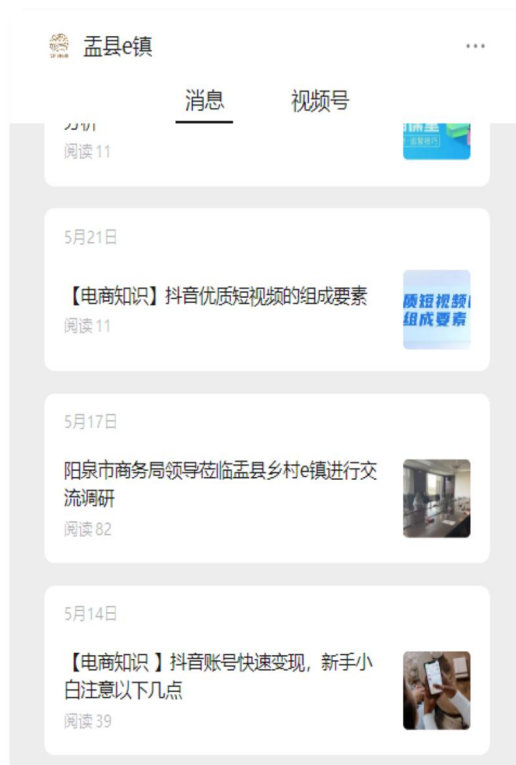 盂县e镇
消息
视频号
分析
阅读 11
5月21日
【电商知识】抖音优质短视频的组成要素
阅读 11
质短视频
组成要素
5月17日
阳泉市商务局领导莅临盂县乡村e镇进行交
流调研
阅读 82
5月14日
【电商知识 】抖音账号快速变现，新手小
白注意以下几点
阅读 39